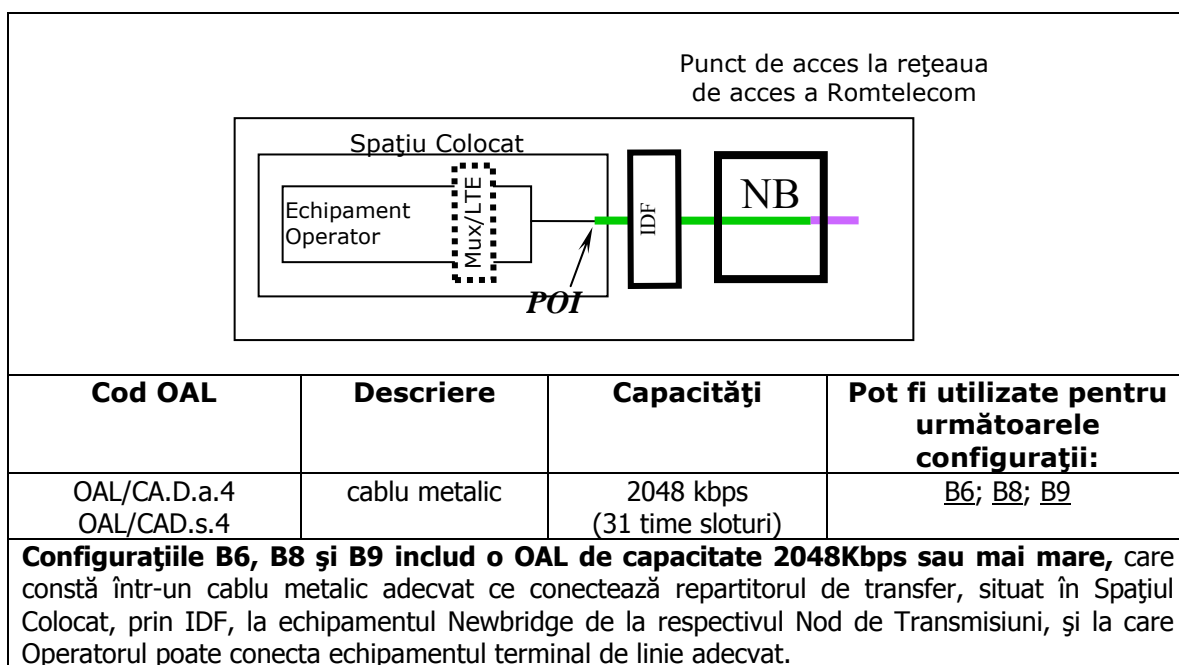 Punct de acces la reţeaua
de acces a Romtelecom
Spaţiu Colocat
Echipament
Operator
Mux/LTE
IDF
NB
POI
Cod OAL
Descriere
Capacităţi
Pot fi utilizate pentru
următoarele
configuraţii:
OAL/CA.D.a.4
OAL/CAD.s.4
cablu metalic
2048 kbps
(31 time sloturi)
B6; B8; B9
Configuraţiile B6, B8 şi B9 includ o OAL de capacitate 2048Kbps sau mai mare, care
constă într-un cablu metalic adecvat ce conectează repartitorul de transfer, situat în Spaţiul
Colocat, prin IDF, la echipamentul Newbridge de la respectivul Nod de Transmisiuni, şi la care
Operatorul poate conecta echipamentul terminal de linie adecvat.